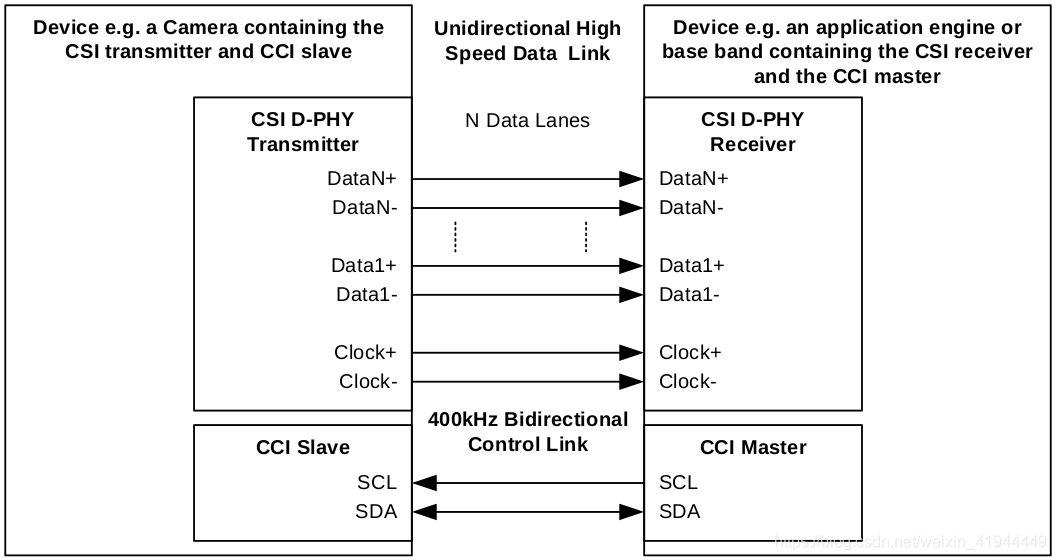 Device e.g. a Camera containing the
CSI transmitter and CCI slave
Unidirectional High
Speed Data Link
Device e.g. an application engine or
base band containing the CSI receiver
and the CCI master
CSI D-PHY
Transmitter
N Data Lanes
CSI D-PHY
Receiver
DataN+
DataN+
DataN-
DataN-
Data1+
Data1+
Data1-
Data1-
Clock+
Clock+
Clock-
Clock-
400kHz Bidirectional
Control Link
CCI Slave
CCI Master
SCL
SCL
SDA
SDA
https://blog.csdn.net/weixin_41944449